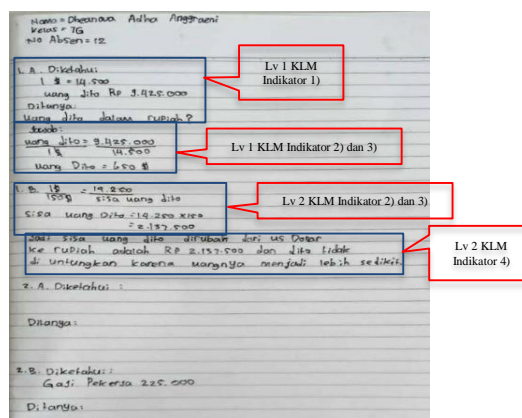 Nama = Dheanava Adha Anggraeni
Kelas = 7G
No Absen = 12
1. A. Diketahui
1 $ = 14.500
uang dito Rp 9.425.000
Ditanya:
Uang dito dalam rupiah?
Jawab:
uang dito = 9.425.000
1$ 14.500
uang Dito = 650 $
1. B. 1$ = 14.250
150$ sisa uang dito
sisa uang Dito = 14.250 x 150
= 2.137.500
Jadi sisa uang dito dirubah dari us Dolar
ke rupiah adalah RP 2.137.500 dan dito tidak
di untungkan karena uangnya menjadi lebih sedikit.
2. A. Diketahui :
Ditanya:
2. B. Diketahui :
Gaji Pekerja 225.000
Ditanya:
Lv 1 KLM
Indikator 1)
Lv 1 KLM Indikator 2) dan 3)
Lv 2 KLM Indikator 2) dan 3)
Lv 2 KLM
Indikator 4)